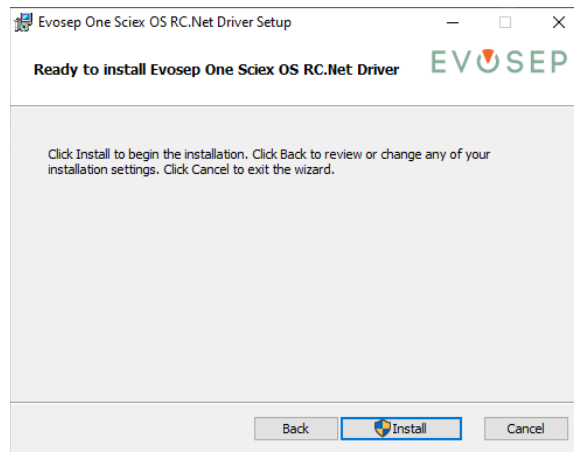 Evosep One Sciex OS RC.Net Driver Setup
Ready to install Evosep One Sciex OS RC.Net Driver
EVOSEP
Click Install to begin the installation. Click Back to review or change any of your
installation settings. Click Cancel to exit the wizard.
Back
Install
Cancel